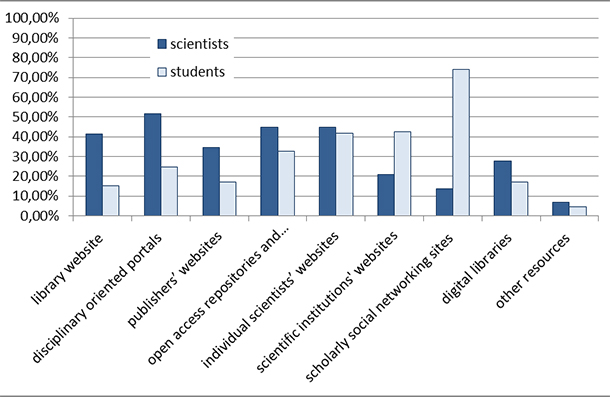 100,00%
90,00%
80,00%
70,00%
60,00%
50,00%
40,00%
30,00%
20,00%
10,00%
0,00%
scientists
students
library website
disciplinary oriented portals
publishers' websites
open access repositories and...
individual scientists' websites
scientific institutions' websites
scholarly social networking sites
digital libraries
other resources